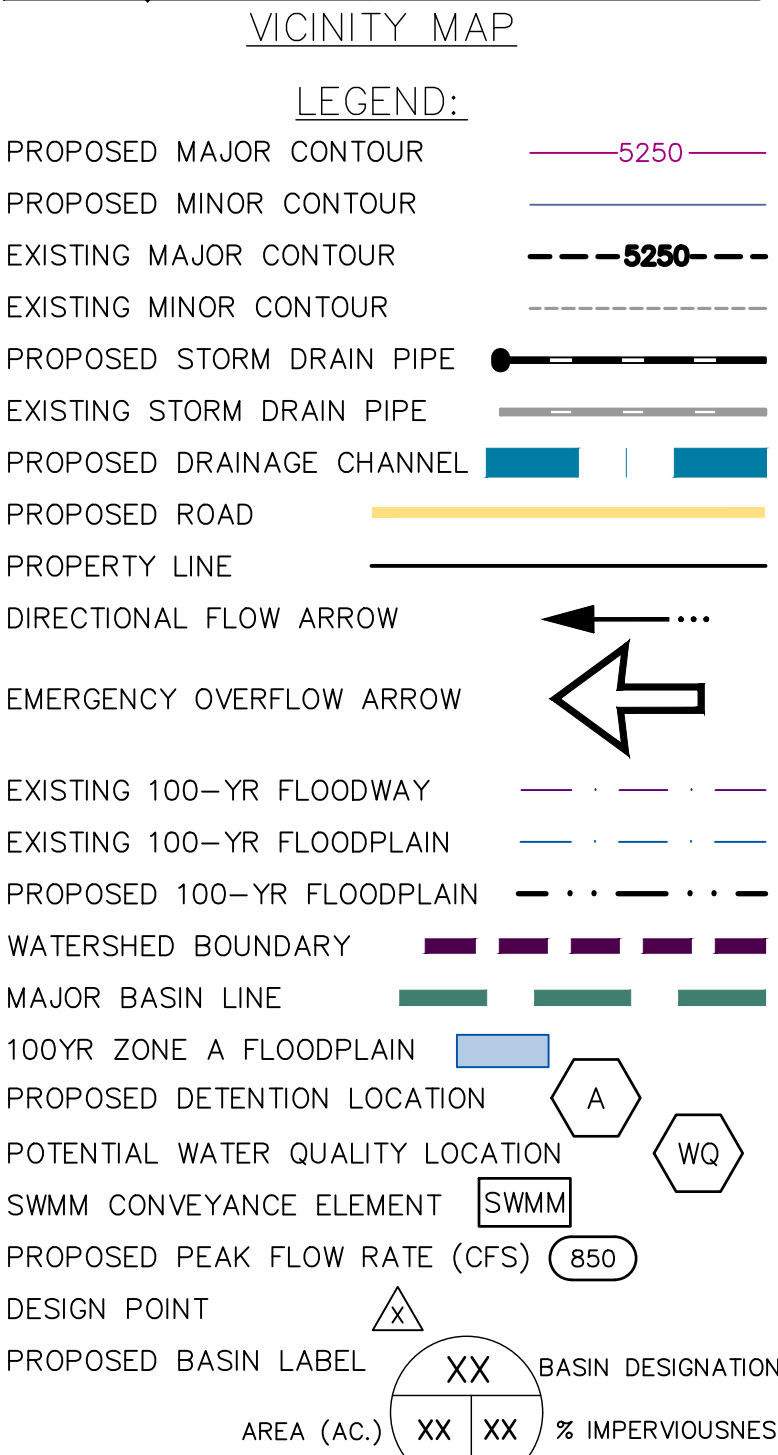 VICINITY MAP
LEGEND:
PROPOSED MAJOR CONTOUR 5250
PROPOSED MINOR CONTOUR
EXISTING MAJOR CONTOUR 5250
EXISTING MINOR CONTOUR
PROPOSED STORM DRAIN PIPE
EXISTING STORM DRAIN PIPE
PROPOSED DRAINAGE CHANNEL
PROPOSED ROAD
PROPERTY LINE
DIRECTIONAL FLOW ARROW
EMERGENCY OVERFLOW ARROW
EXISTING 100-YR FLOODWAY
EXISTING 100-YR FLOODPLAIN
PROPOSED 100-YR FLOODPLAIN
WATERSHED BOUNDARY
MAJOR BASIN LINE
100YR ZONE A FLOODPLAIN
PROPOSED DETENTION LOCATION A
POTENTIAL WATER QUALITY LOCATION WQ
SWMM CONVEYANCE ELEMENT SWMM
PROPOSED PEAK FLOW RATE (CFS) 850
DESIGN POINT X
PROPOSED BASIN LABEL XX BASIN DESIGNATION
AREA (AC.) XX XX % IMPERVIOUSNES